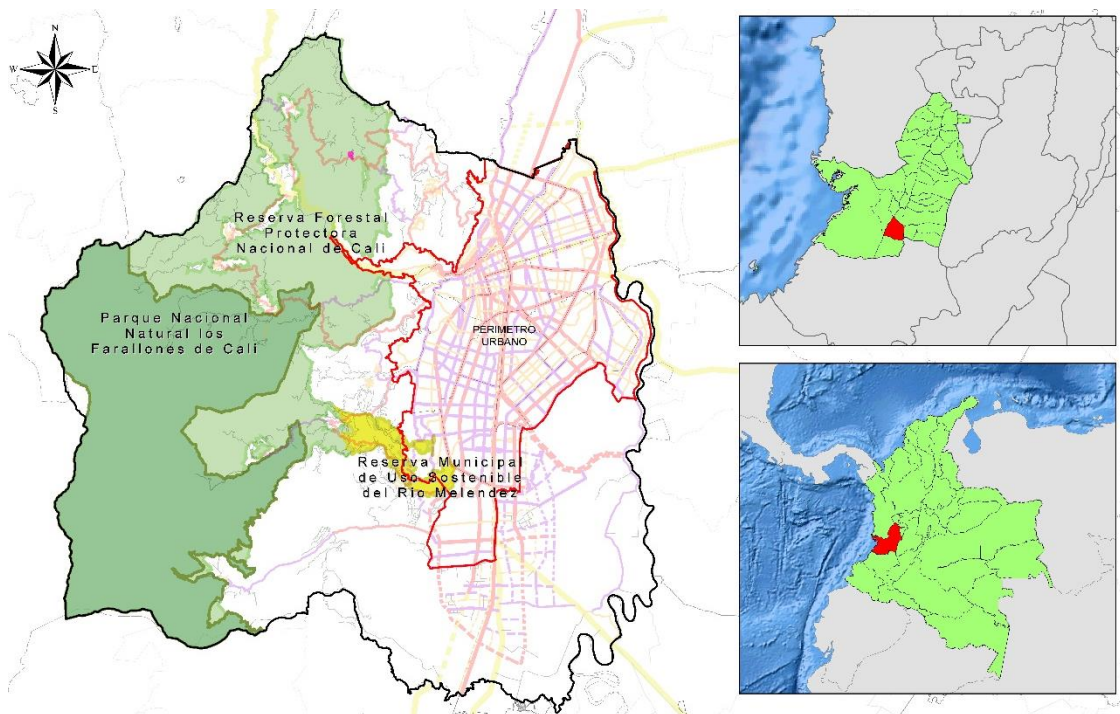 N
W
E
S
Reserva Forestal
Protectora
Nacional de Cali
Parque Nacional
Natural los
Farallones de Cali
PERIMETRO
URBANO
Reserva Municipal
de Uso Sostenible
del Rio Melendez